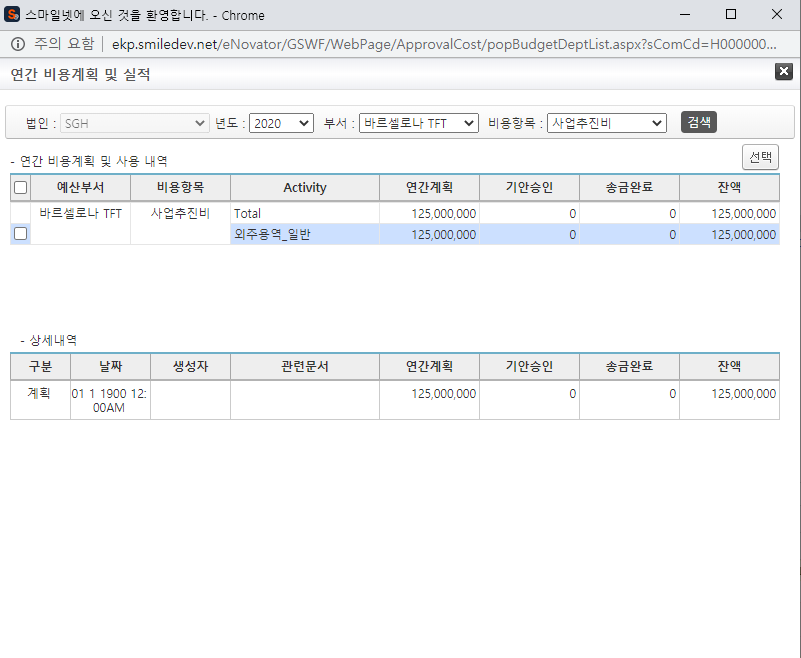 스마일넷에 오신 것을 환영합니다. - Chrome
주의 요함 ekp.smiledev.net/eNovator/GSWF/WebPage/ApprovalCost/popBudgetDeptList.aspx?sComCd=H000000...
연간 비용계획 및 실적
법인 : SGH 년도 : 2020 부서 : 바르셀로나 TFT 비용항목 : 사업추진비 검색
- 연간 비용계획 및 사용 내역 선택
예산부서 비용항목 Activity 연간계획 기안승인 송금완료 잔액
바르셀로나 TFT 사업추진비 Total 125,000,000 0 0 125,000,000
외주용역_일반 125,000,000 0 0 125,000,000
- 상세내역
구분 날짜 생성자 관련문서 연간계획 기안승인 송금완료 잔액
계획 01 1 1900 12: 125,000,000 0 0 125,000,000
00AM